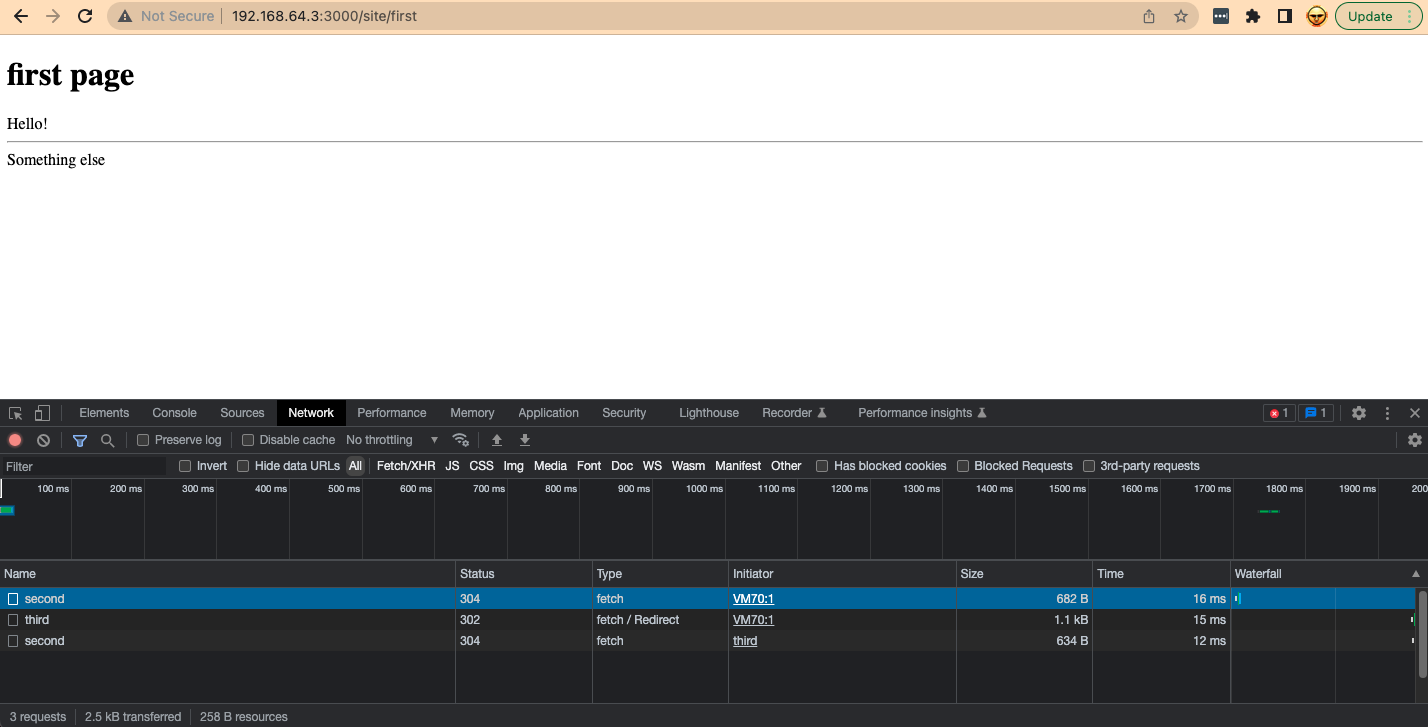 Not Secure 192.168.64.3:3000/site/first Update
first page
Hello!
Something else
Elements Console Sources Network Performance Memory Application Security Lighthouse Recorder Performance insights 1 1
Preserve log Disable cache No throttling
Filter Invert Hide data URLs All Fetch/XHR JS CSS Img Media Font Doc WS Wasm Manifest Other Has blocked cookies Blocked Requests 3rd-party requests
100 ms 200 ms 300 ms 400 ms 500 ms 600 ms 700 ms 800 ms 900 ms 1000 ms 1100 ms 1200 ms 1300 ms 1400 ms 1500 ms 1600 ms 1700 ms 1800 ms 1900 ms 200
Name Status Type Initiator Size Time Waterfall
second 304 fetch VM70:1 682 B 16 ms
third 302 fetch / Redirect VM70:1 1.1 kB 15 ms
second 304 fetch third 634 B 12 ms
3 requests 2.5 kB transferred 258 B resources